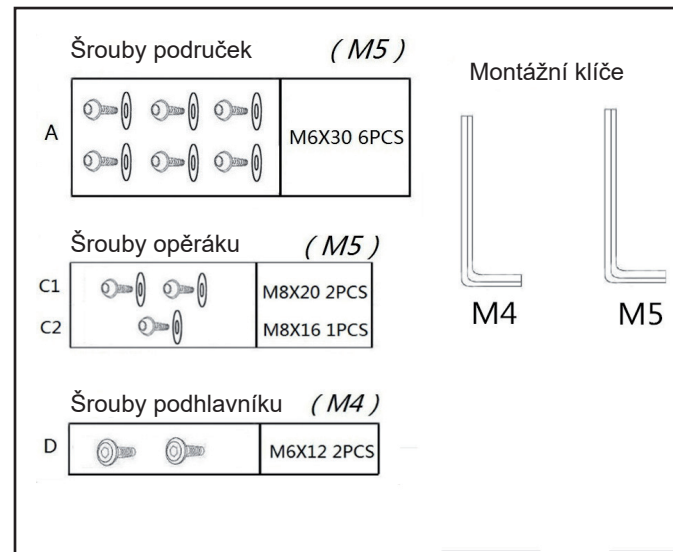 Šrouby područek (M5)
Montážní klíče
A
M6X30 6PCS
Šrouby opěráku (M5)
C1
M8X20 2PCS
C2
M8X16 1PCS
M4
M5
Šrouby podhlavníku (M4)
D
M6X12 2PCS